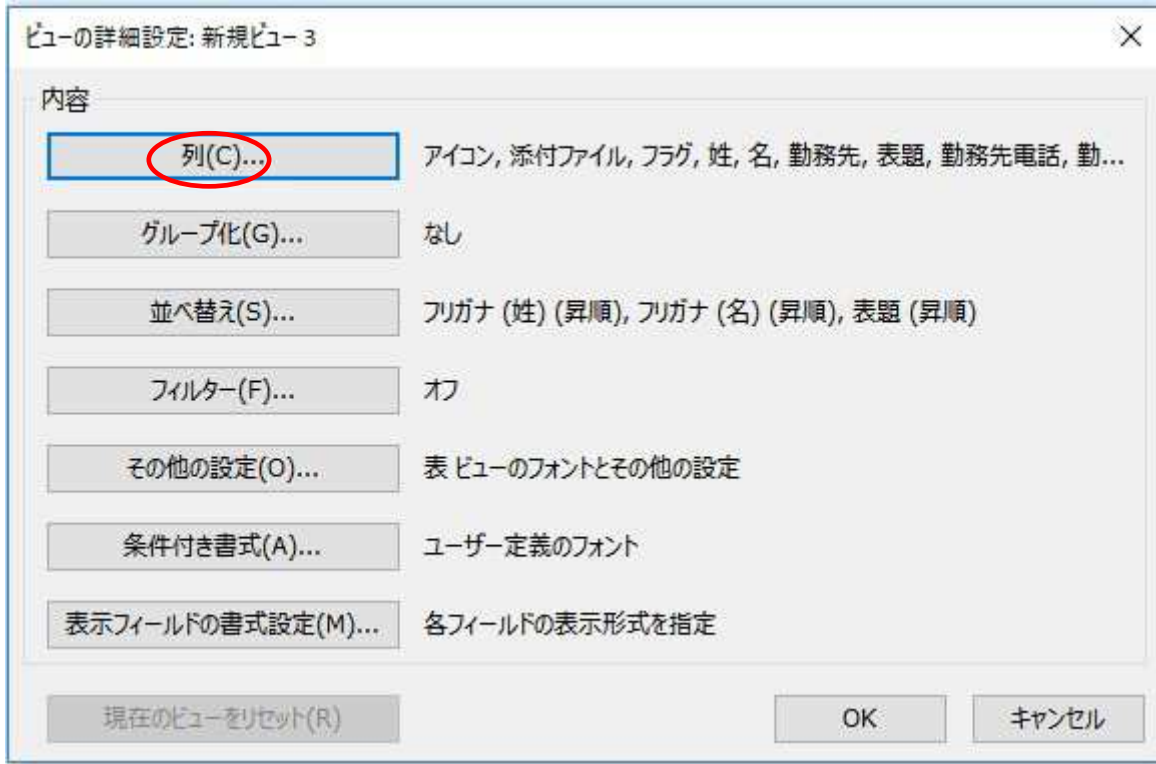 ビューの詳細設定: 新規ビュー 3
内容
列(C)... アイコン, 添付ファイル, フラグ, 姓, 名, 勤務先, 表題, 勤務先電話, 勤...
グループ化(G)... なし
並べ替え(S)... フリガナ (姓) (昇順), フリガナ (名) (昇順), 表題 (昇順)
フィルター(F)... オフ
その他の設定(O)... 表 ビューのフォントとその他の設定
条件付き書式(A)... ユーザー定義のフォント
表示フィールドの書式設定(M)... 各フィールドの表示形式を指定
現在のビューをリセット(R) OK キャンセル